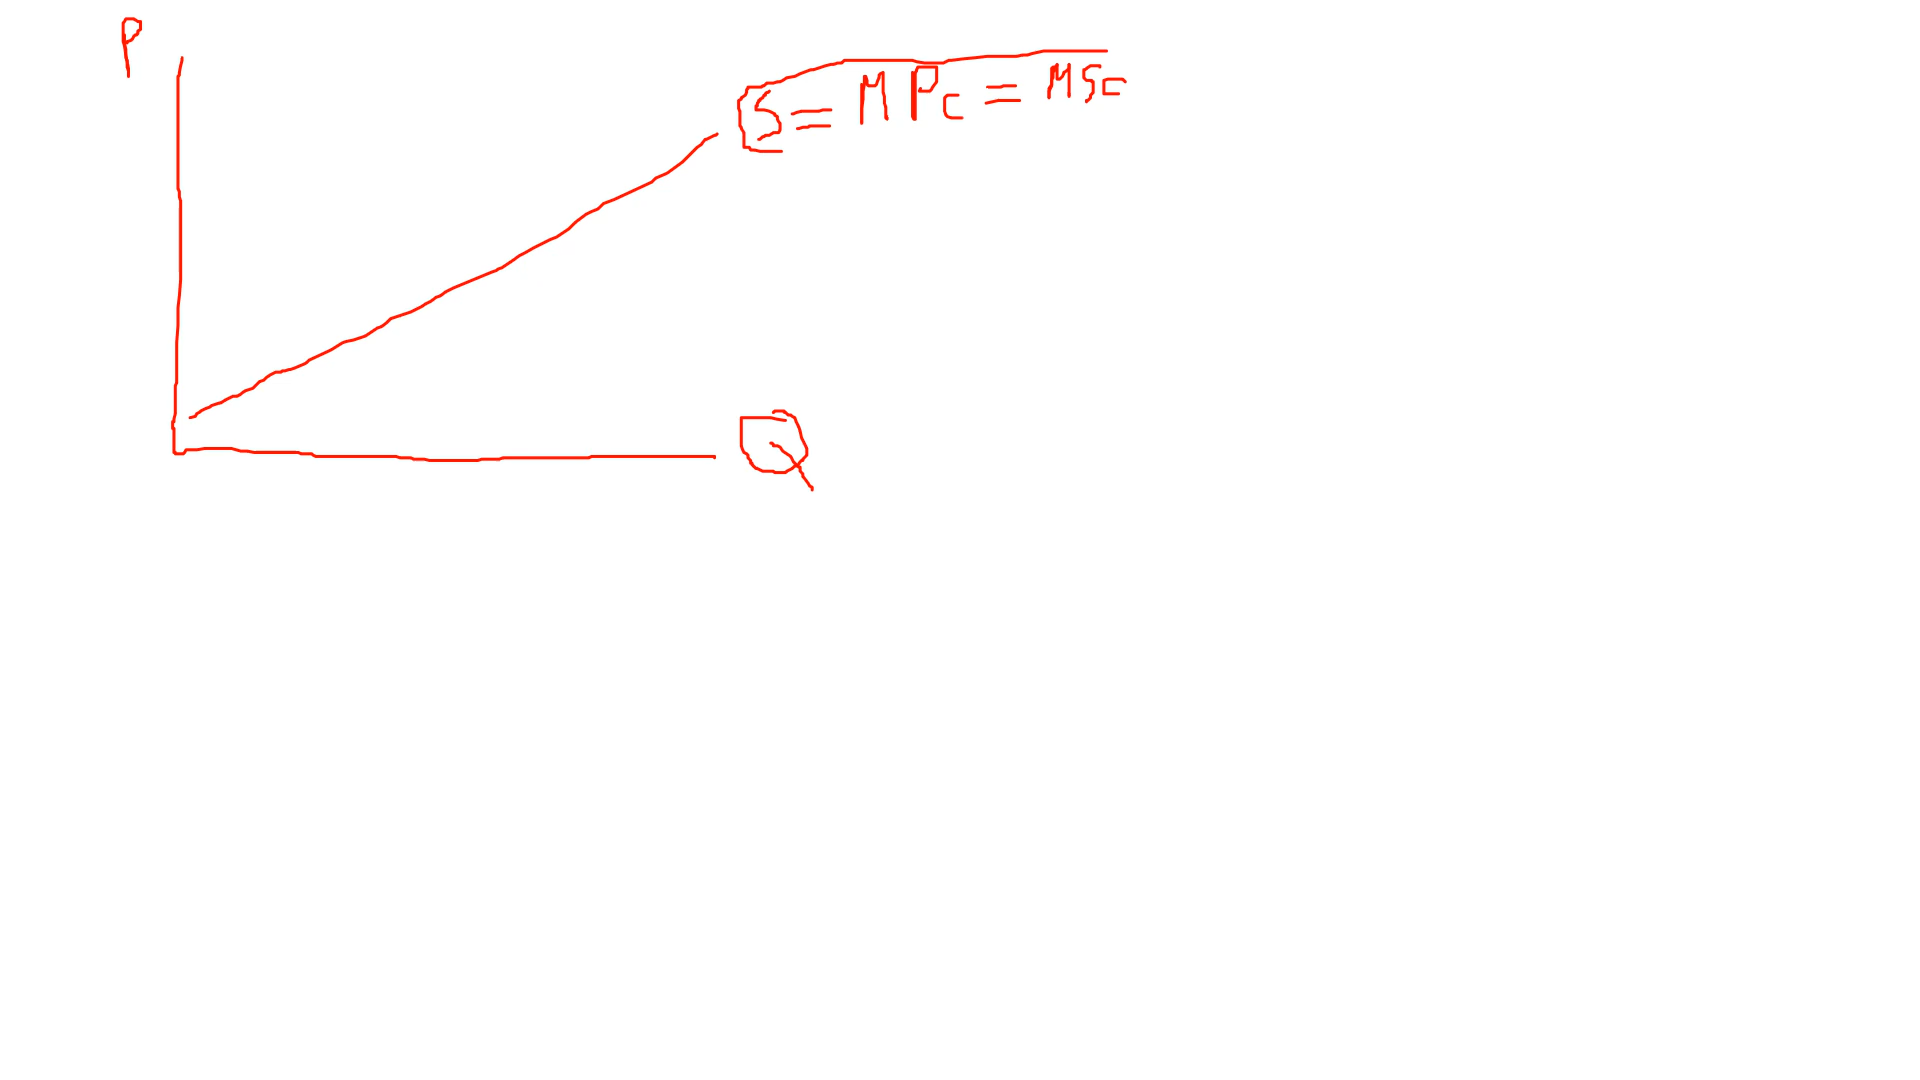 P
S = MPC = MSC
Q